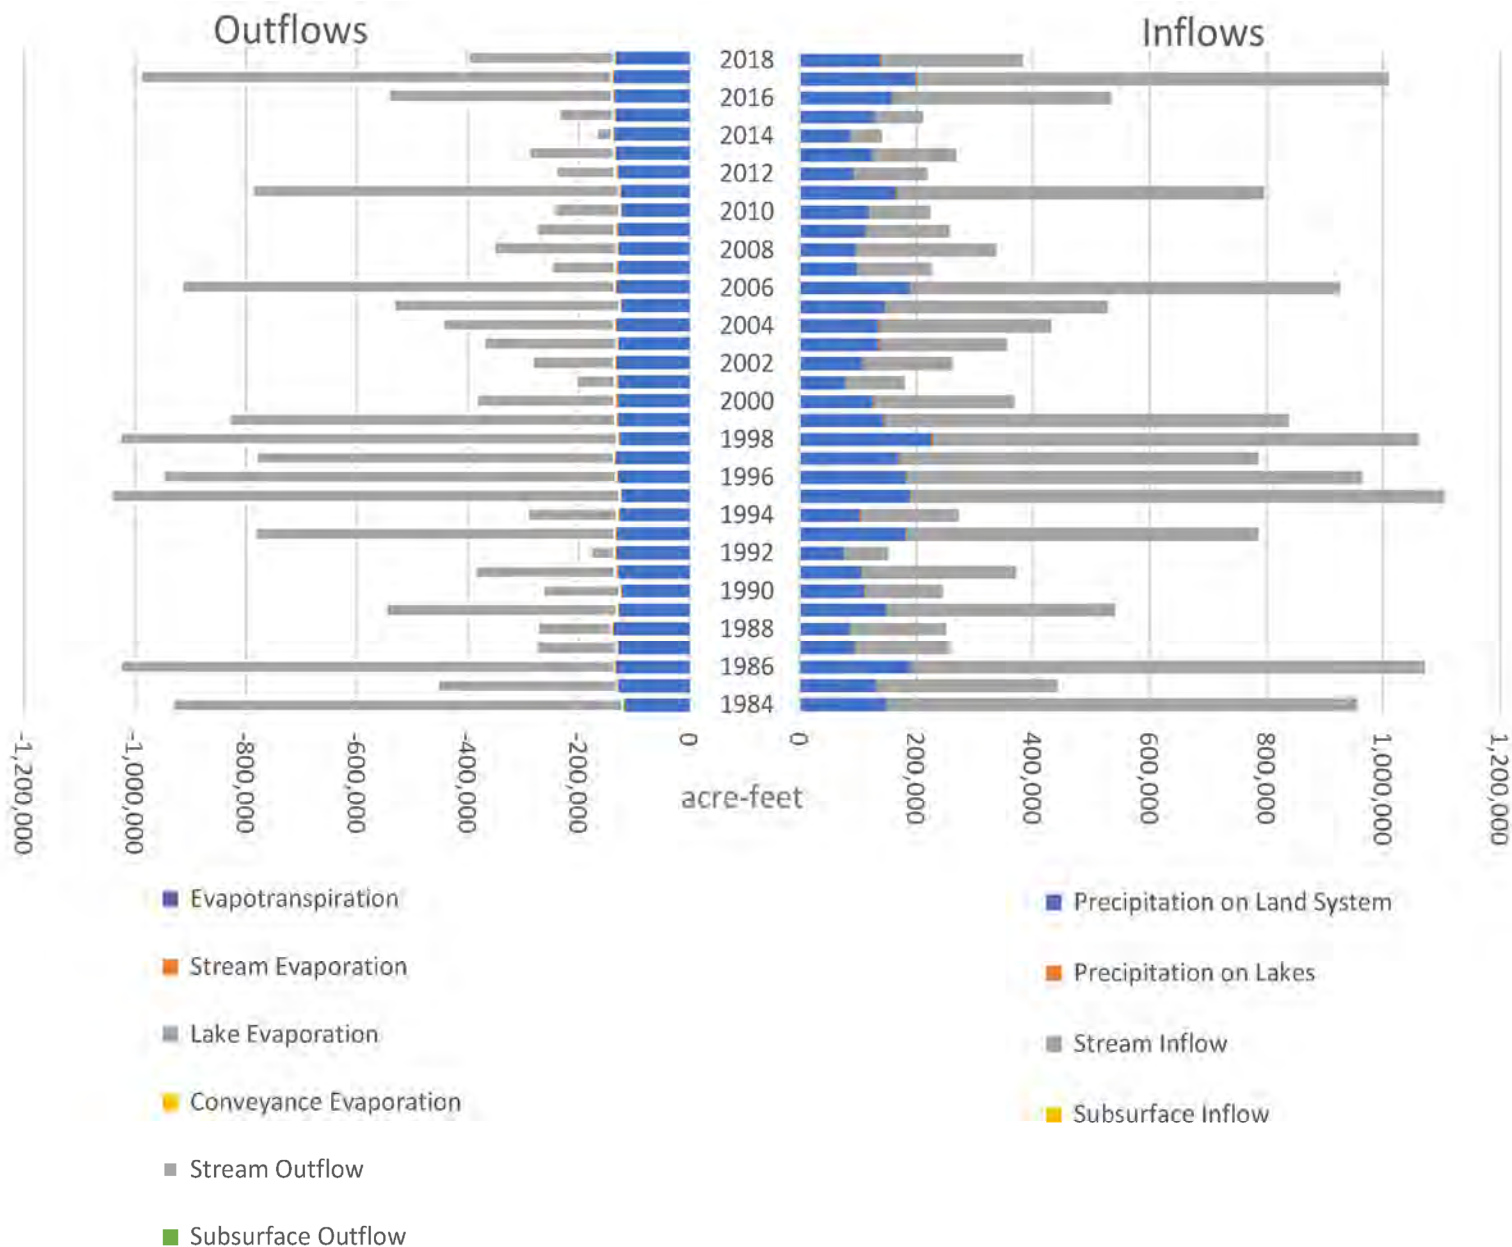 Outflows
Inflows
2018
2016
2014
2012
2010
2008
2006
2004
2002
2000
1998
1996
1994
1992
1990
1988
1986
1984
-1,200,000
-1,000,000
-800,000
-600,000
-400,000
-200,000
0
0
200,000
400,000
600,000
800,000
1,000,000
1,200,000
acre-feet
Evapotranspiration
Stream Evaporation
Lake Evaporation
Conveyance Evaporation
Stream Outflow
Subsurface Outflow
Precipitation on Land System
Precipitation on Lakes
Stream Inflow
Subsurface Inflow